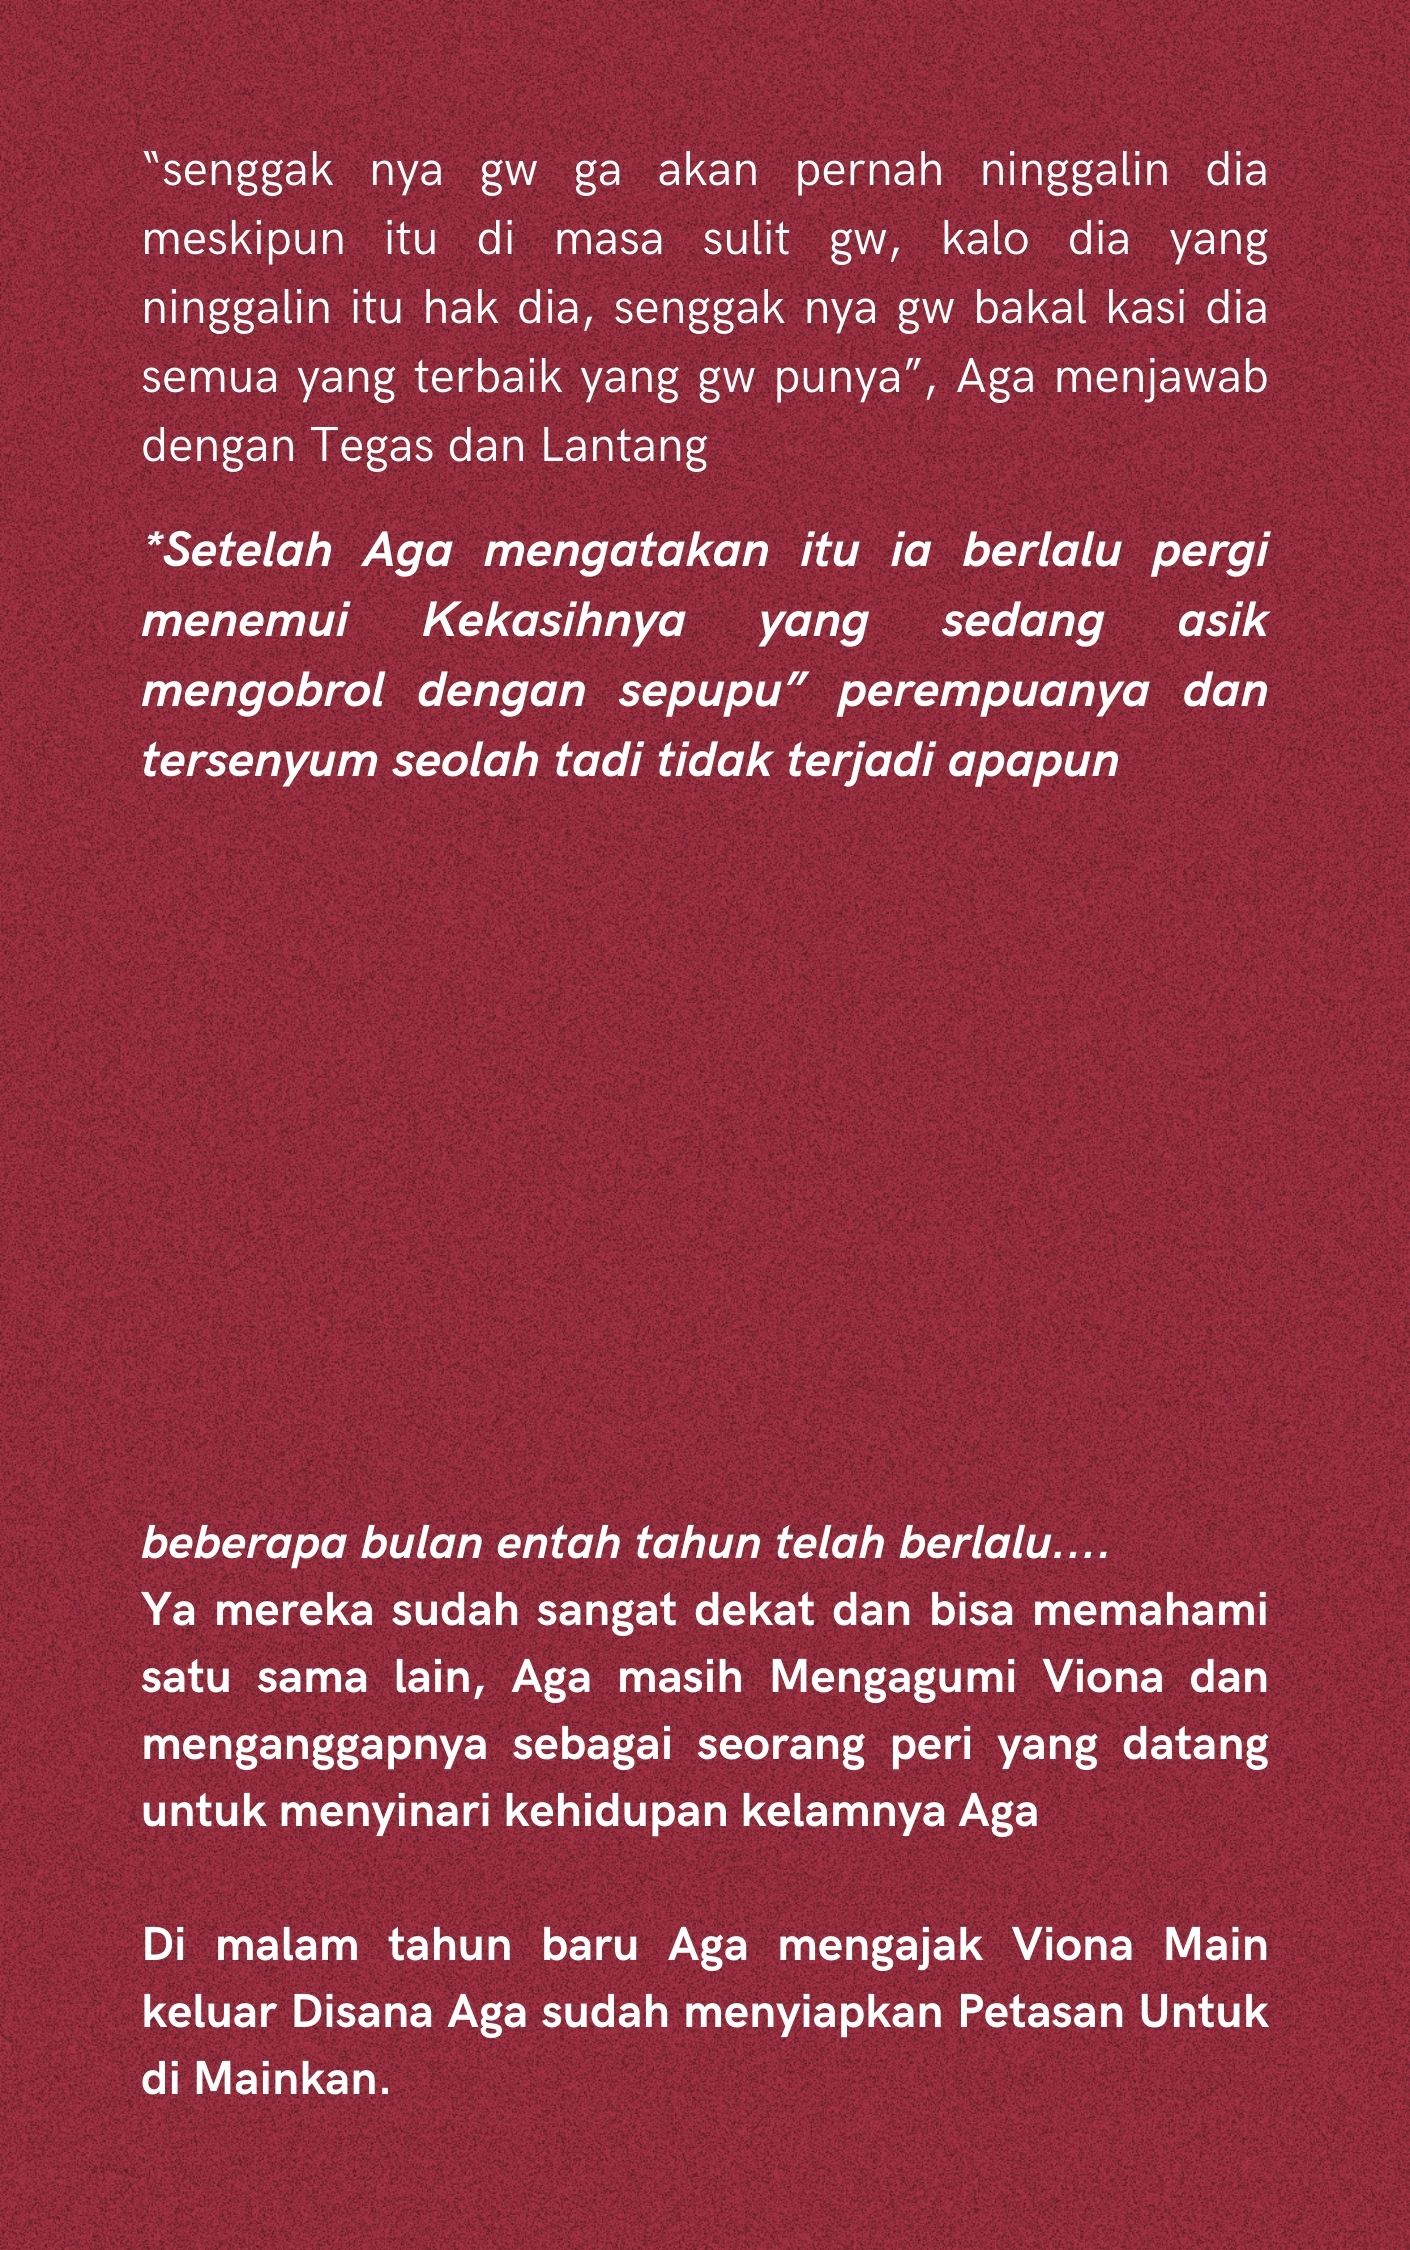 “senggak nya gw ga akan pernah ninggalin dia
meskipun itu di masa sulit gw, kalo dia yang
ninggalin itu hak dia, senggak nya gw bakal kasi dia
semua yang terbaik yang gw punya”, Aga menjawab
dengan Tegas dan Lantang
*Setelah Aga mengatakan itu ia berlalu pergi
menemui Kekasihnya yang sedang asik
mengobrol dengan sepupu” perempuanya dan
tersenyum seolah tadi tidak terjadi apapun
beberapa bulan entah tahun telah berlalu....
Ya mereka sudah sangat dekat dan bisa memahami
satu sama lain, Aga masih Mengagumi Viona dan
menganggapnya sebagai seorang peri yang datang
untuk menyinari kehidupan kelamnya Aga
Di malam tahun baru Aga mengajak Viona Main
keluar Disana Aga sudah menyiapkan Petasan Untuk
di Mainkan.